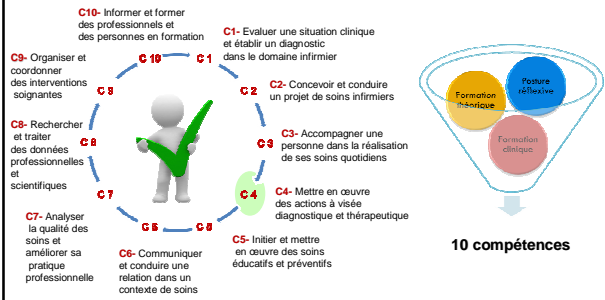 C10- Informer et former
des professionnels et
des personnes en formation
C1- Evaluer une situation clinique
et établir un diagnostic
dans le domaine infirmier
C2- Concevoir et conduire
un projet de soins infirmiers
C3- Accompagner une
personne dans la réalisation
de ses soins quotidiens
C4- Mettre en œuvre
des actions à visée
diagnostique et thérapeutique
C5- Initier et mettre
en œuvre des soins
éducatifs et préventifs
C6- Communiquer
et conduire une
relation dans un
contexte de soins
C7- Analyser
la qualité des
soins et
améliorer sa
pratique
professionnelle
C8- Rechercher
et traiter
des données
professionnelles
et
scientifiques
C9- Organiser et
coordonner
des interventions
soignantes
C 10
C 1
C 2
C 3
C 4
C 5
C 6
C 7
C 8
C 9
Formation
théorique
Posture
réflexive
Formation
clinique
10 compétences